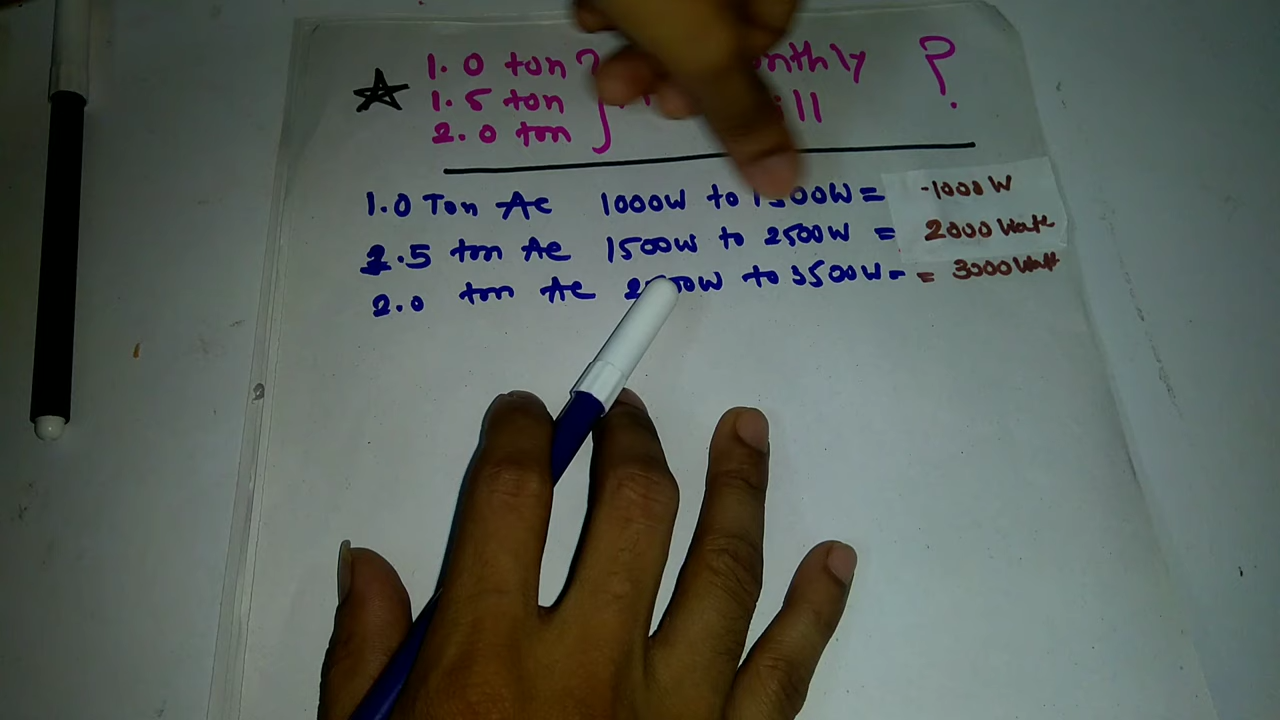 1.0 ton
1.5 ton
2.0 ton
?
1.0 Ton Ac 1000W to = -1000 W
2.5 ton Ac 1500W to 2500W = 2000 Watt
2.0 ton Ac to 3500W- = 3000 Watt